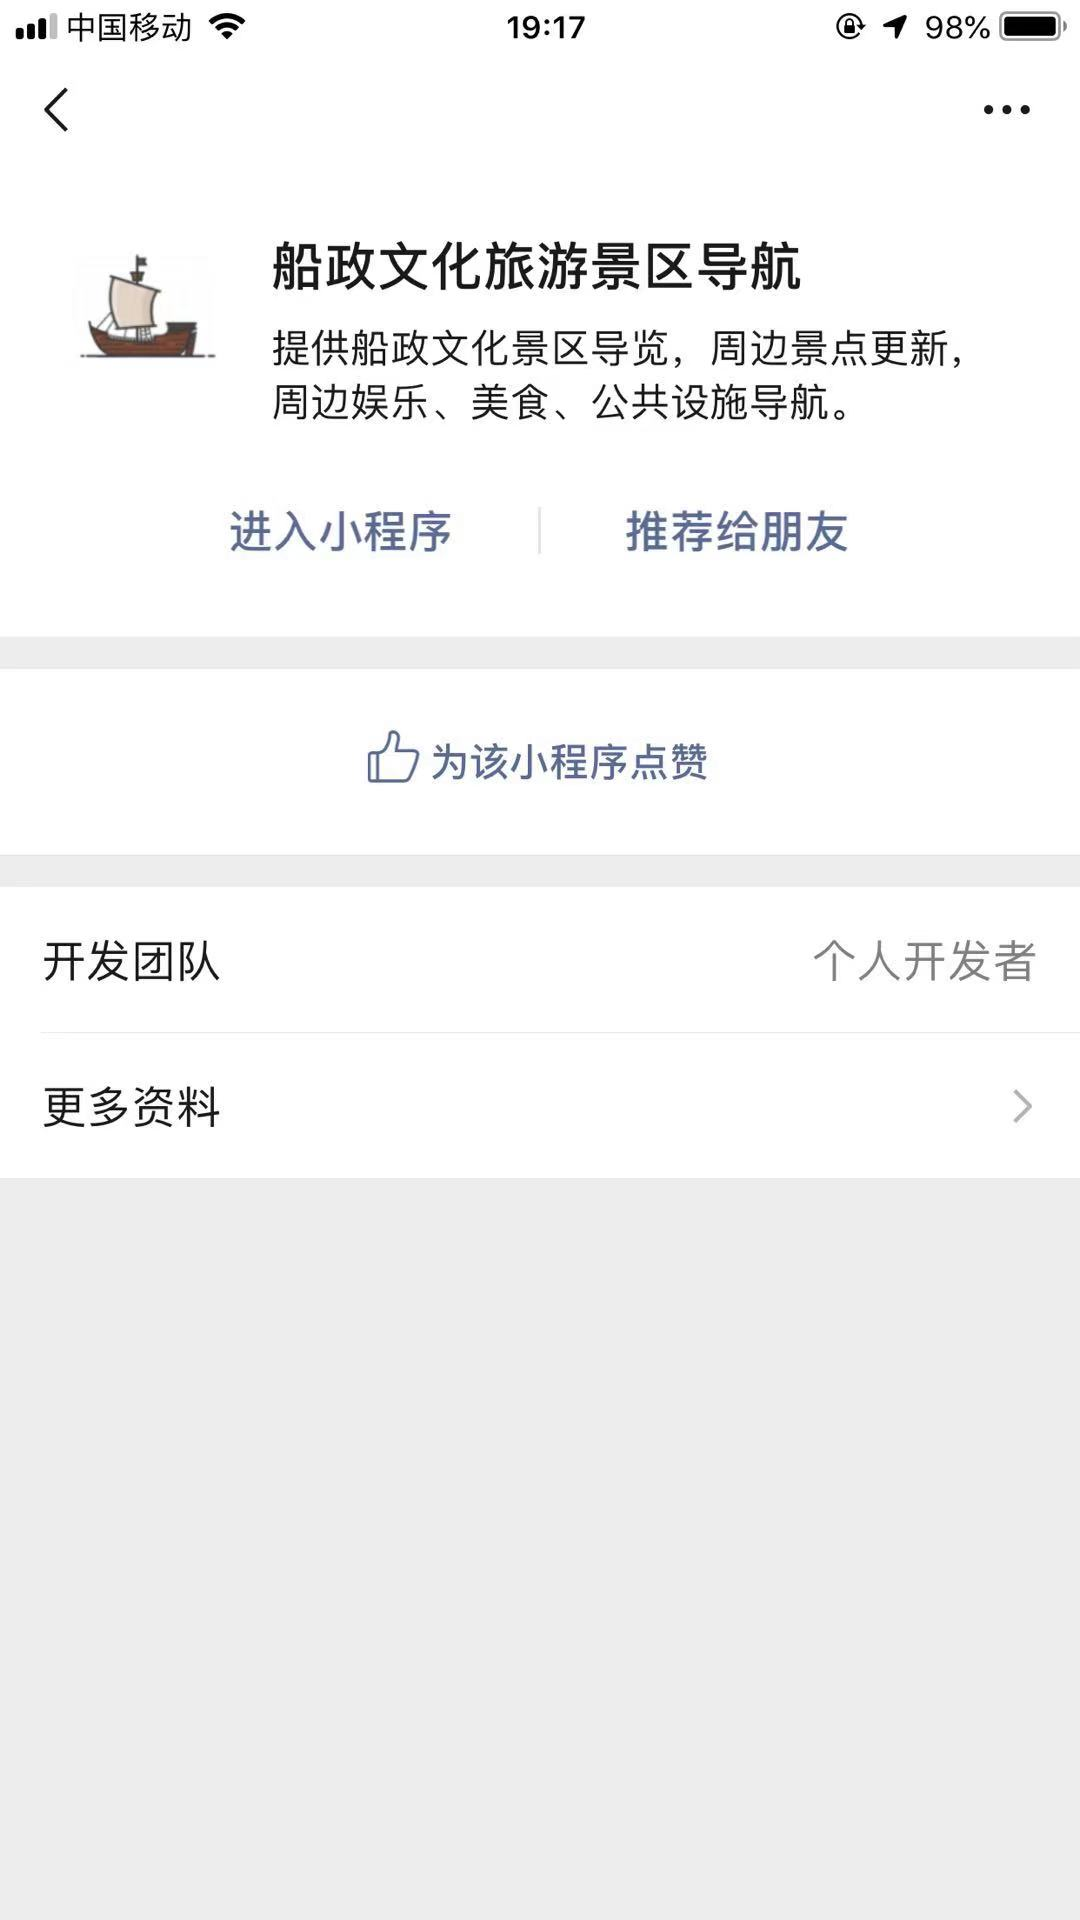 中国移动 19:17 98%
船政文化旅游景区导航
提供船政文化景区导览，周边景点更新，
周边娱乐、美食、公共设施导航。
进入小程序 推荐给朋友
为该小程序点赞
开发团队 个人开发者
更多资料